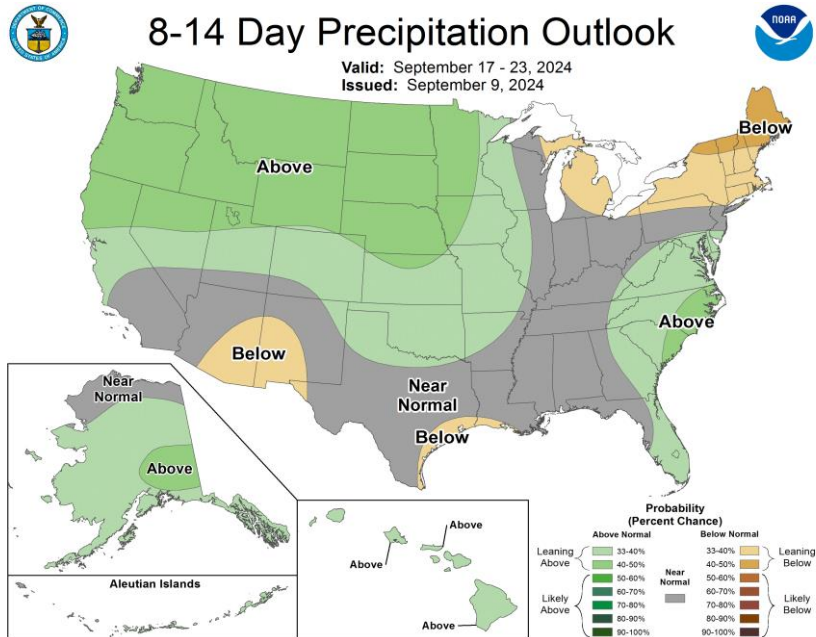 8-14 Day Precipitation Outlook
NOAA
Valid: September 17 - 23, 2024
Issued: September 9, 2024
Below
Above
Above
Below
Near
Normal
Below
Near
Normal
Above
Aleutian Islands
Above
Above
Above
Probability
(Percent Chance)
Above Normal
Below Normal
Leaning
Above
33-40%
40-50%
50-60%
60-70%
70-80%
80-90%
90-100%
Likely
Above
Near
Normal
33-40%
40-50%
50-60%
60-70%
70-80%
80-90%
90-100%
Leaning
Below
Likely
Below